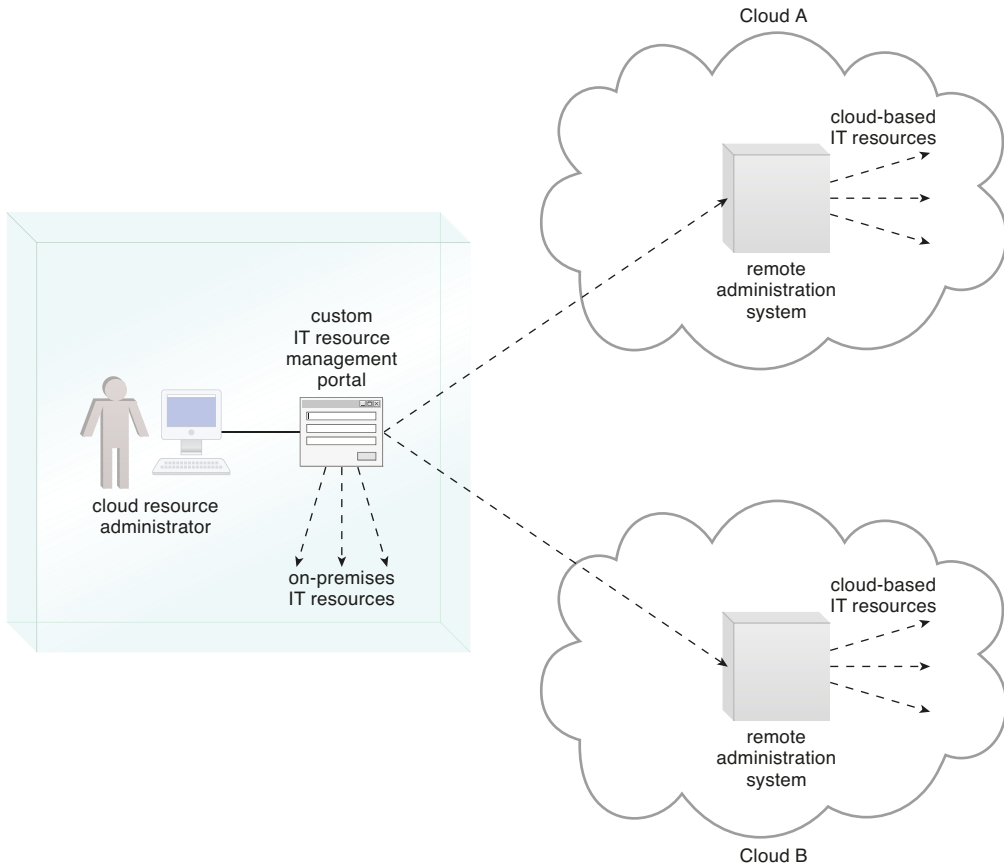 Cloud A
cloud-based
IT resources
remote
administration
system
custom
IT resource
management
portal
cloud resource
administrator
on-premises
IT resources
cloud-based
IT resources
remote
administration
system
Cloud B